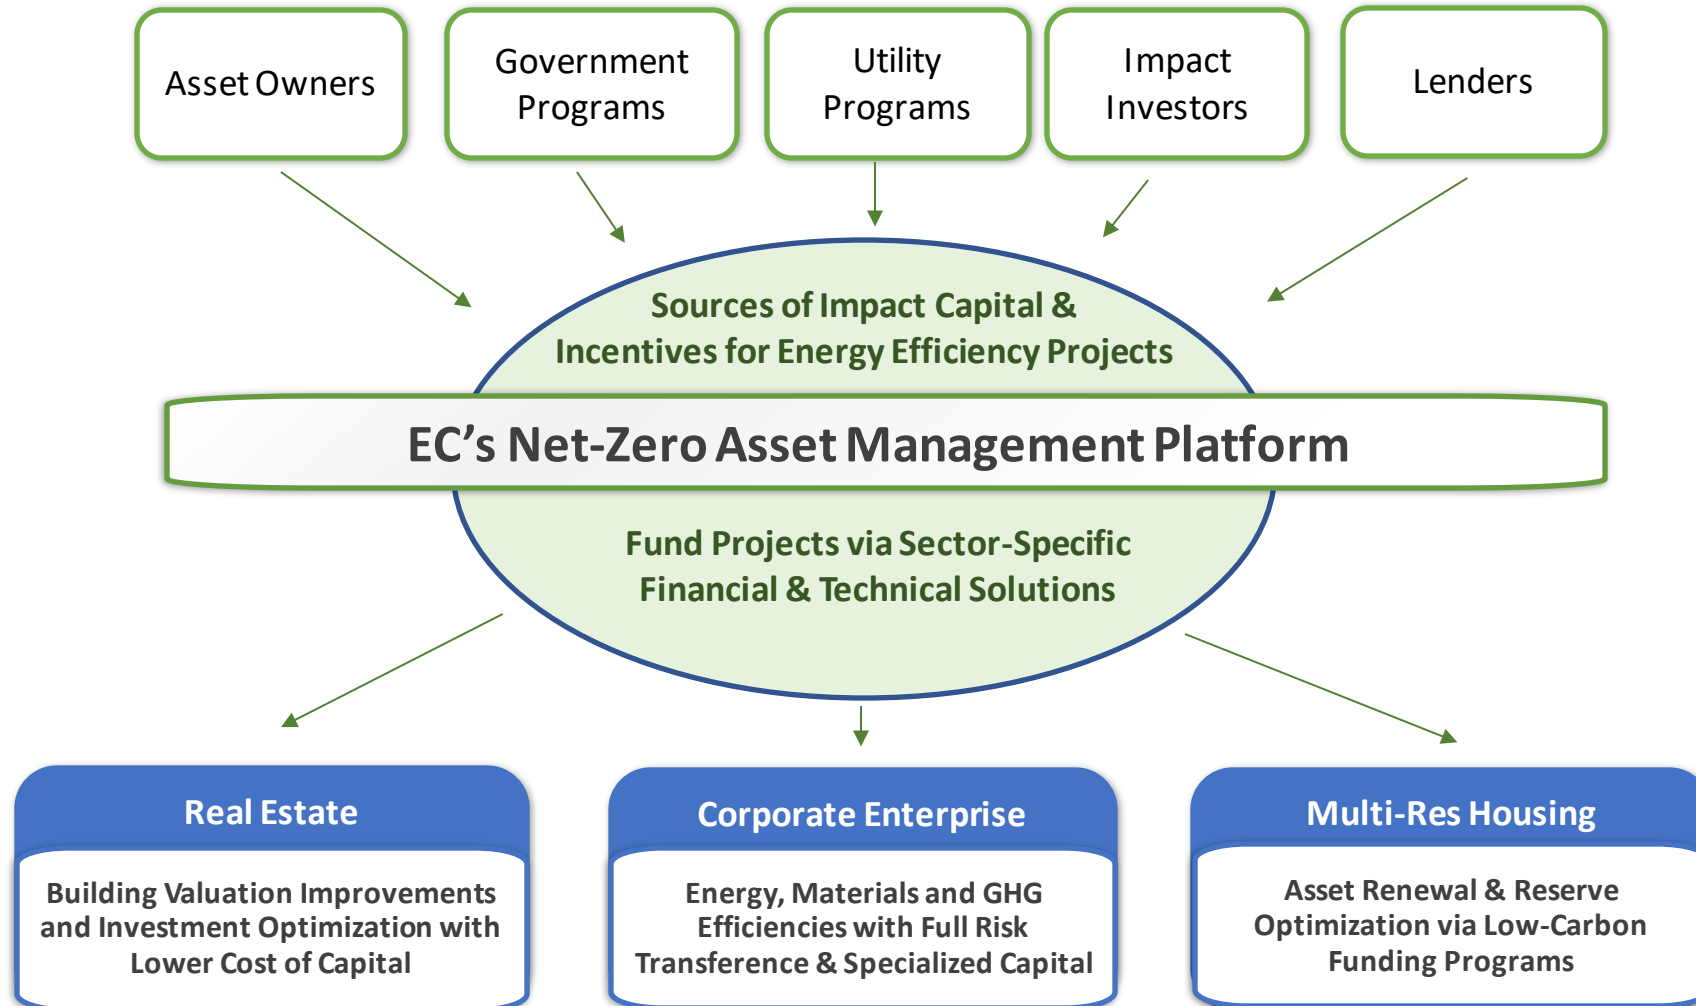 Asset Owners
Government
Programs
Utility
Programs
Impact
Investors
Lenders
Sources of Impact Capital &
Incentives for Energy Efficiency Projects
EC’s Net-Zero Asset Management Platform
Fund Projects via Sector-Specific
Financial & Technical Solutions
Real Estate
Building Valuation Improvements
and Investment Optimization with
Lower Cost of Capital
Corporate Enterprise
Energy, Materials and GHG
Efficiencies with Full Risk
Transference & Specialized Capital
Multi-Res Housing
Asset Renewal & Reserve
Optimization via Low-Carbon
Funding Programs